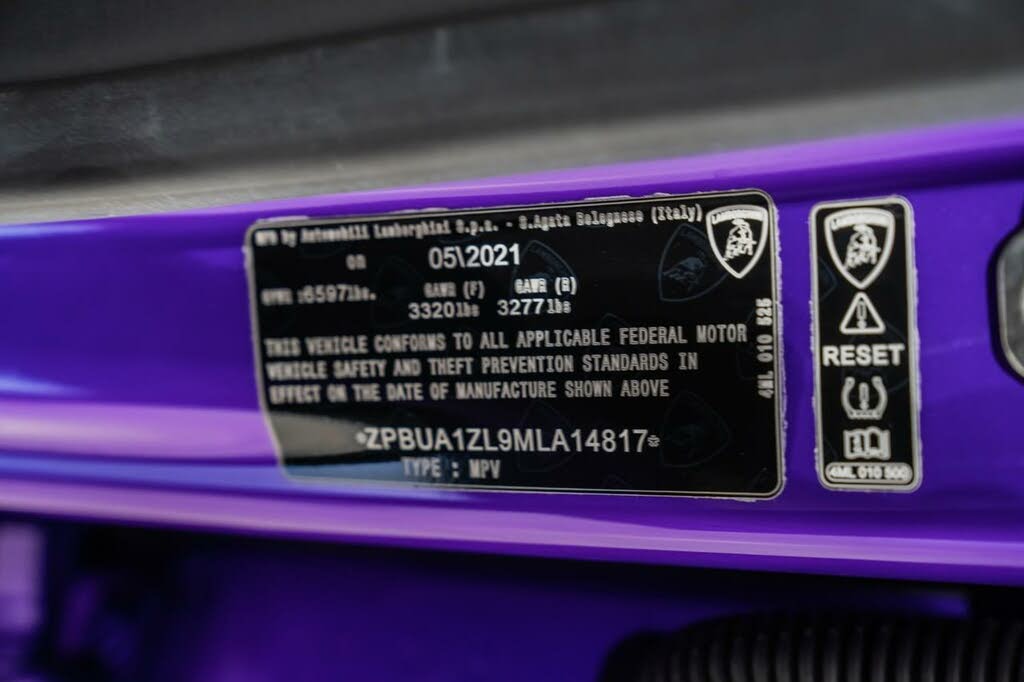 Mfd by Automobili Lamborghini S.p.a. - S.Agata Bolognese (Italy)
on 05\2021
GVWR :6597lbs. GAWR (F) GAWR (R)
3320lbs 3277lbs
THIS VEHICLE CONFORMS TO ALL APPLICABLE FEDERAL MOTOR
VEHICLE SAFETY AND THEFT PREVENTION STANDARDS IN
EFFECT ON THE DATE OF MANUFACTURE SHOWN ABOVE
*ZPBUA1ZL9MLA14817*
TYPE : MPV
4ML 010 525
LAMBORGHINI
LAMBORGHINI
RESET
4ML 010 500